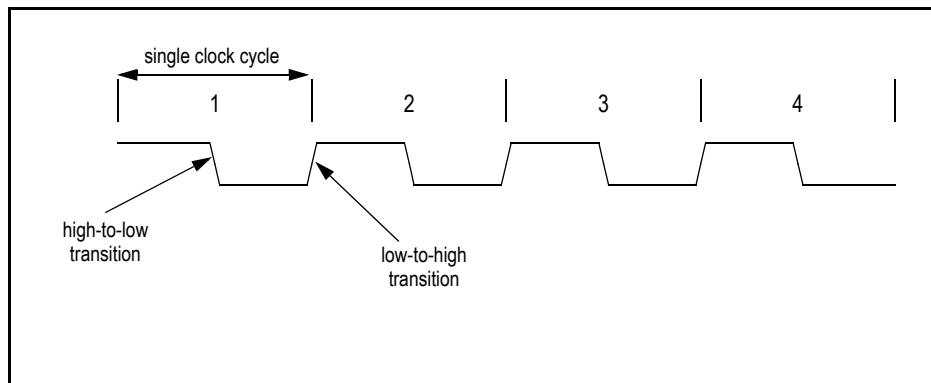 single clock cycle
1 2 3 4
high-to-low
transition
low-to-high
transition